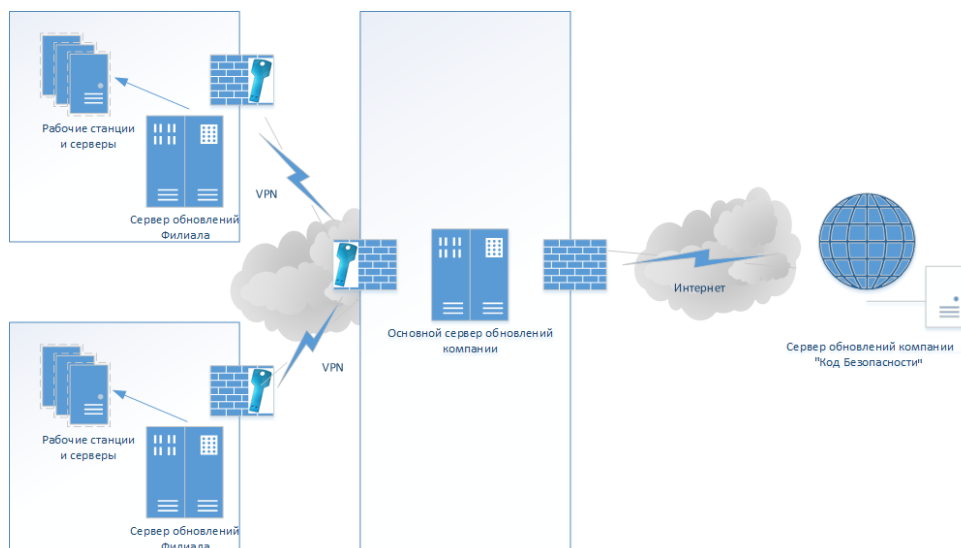 Рабочие станции
и серверы
Сервер обновлений
Филиала
VPN
Основной сервер обновлений
компании
Интернет
Сервер обновлений компании
"Код Безопасности"
VPN
Рабочие станции
и серверы
Сервер обновлений
Филиала